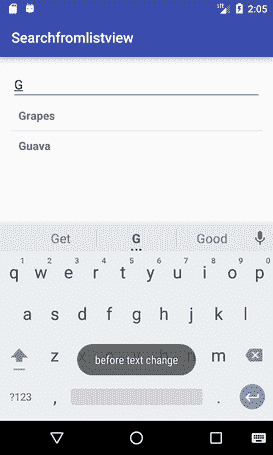 2:05
Searchfromlistview
G
Grapes
Guava
Get G Good
1 2 3 4 5 6 7 8 9 0
q w e r t y u i o p
a s d f g h j k l
z m
before text change
?123 , .